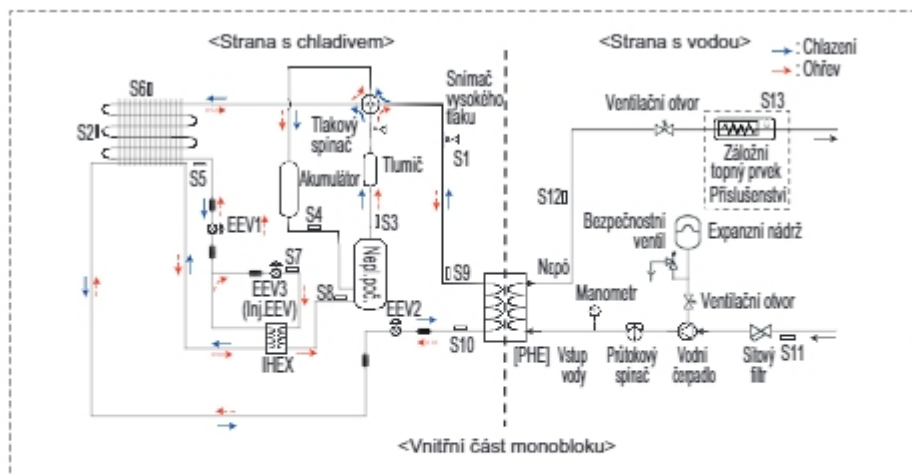 <Strana s chladivem>
<Strana s vodou>
: Chlazení
: Ohřev
S6
S2
S5
Tlakový
spínač
Snímač
vysokého
tlaku
S1
Tlumič
Akumulátor
S4
S3
EEV1
S7
EEV3
(Inj.EEV)
S8
IHEX
Nepl.poč.
EEV2
S9
S10
[PHE]
Nepó
Vstup
vody
Manometr
Průtokový
spínač
Vodní
čerpadlo
Sítový
filtr
S11
Ventilační otvor
Expanzní nádrž
Bezpečnostní
ventil
S12
Ventilační otvor
S13
Záložní
topný prvek
Příslušenství
<Vnitřní část monobloku>